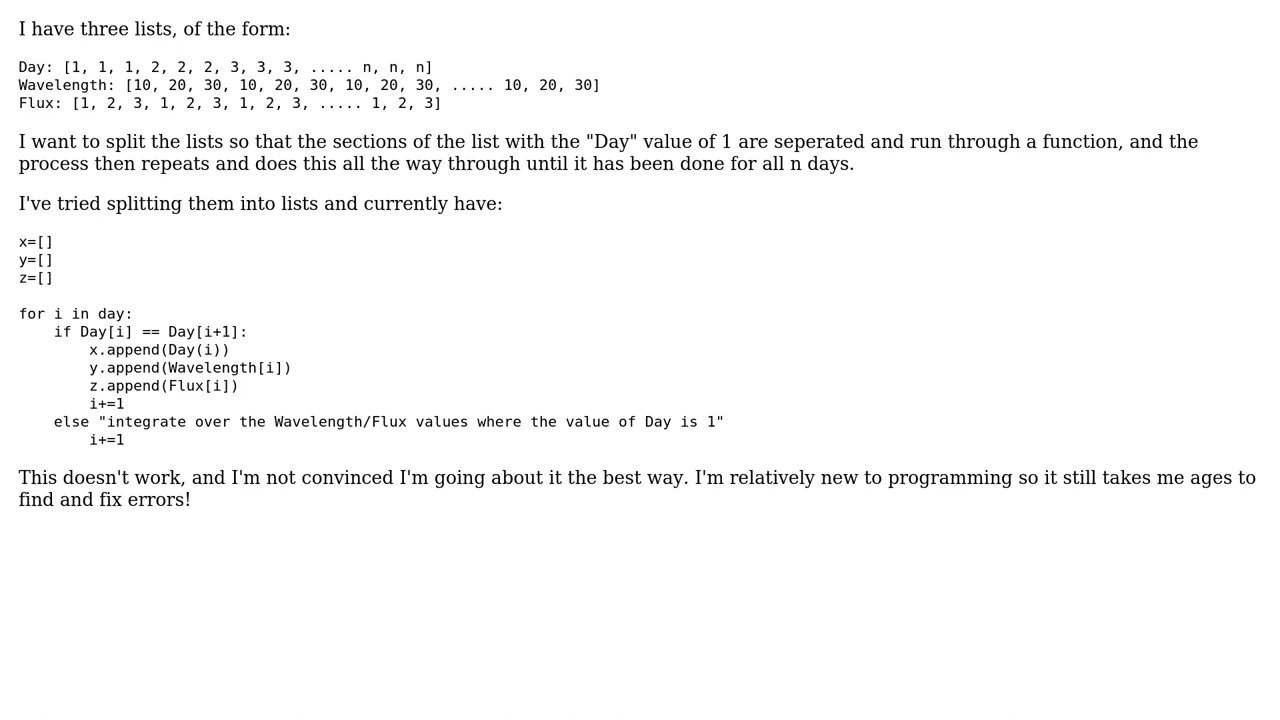 I have three lists, of the form:
Day: [1, 1, 1, 2, 2, 2, 3, 3, 3, ..... n, n, n]
Wavelength: [10, 20, 30, 10, 20, 30, 10, 20, 30, ..... 10, 20, 30]
Flux: [1, 2, 3, 1, 2, 3, 1, 2, 3, ..... 1, 2, 3]
I want to split the lists so that the sections of the list with the "Day" value of 1 are seperated and run through a function, and the
process then repeats and does this all the way through until it has been done for all n days.
I've tried splitting them into lists and currently have:
x=[]
y=[]
z=[]
for i in day:
    if Day[i] == Day[i+1]:
        x.append(Day(i))
        y.append(Wavelength[i])
        z.append(Flux[i])
        i+=1
    else "integrate over the Wavelength/Flux values where the value of Day is 1"
        i+=1
This doesn't work, and I'm not convinced I'm going about it the best way. I'm relatively new to programming so it still takes me ages to
find and fix errors!